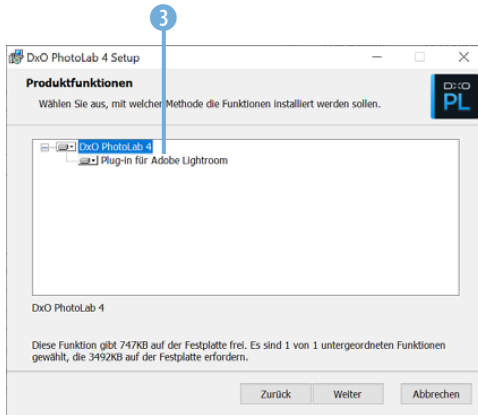 3
DxO PhotoLab 4 Setup
Produktfunktionen
Wählen Sie aus, mit welcher Methode die Funktionen installiert werden sollen.
DXO
PL
DxO PhotoLab 4
Plug-in für Adobe Lightroom
DxO PhotoLab 4
Diese Funktion gibt 747KB auf der Festplatte frei. Es sind 1 von 1 untergeordneten Funktionen
gewählt, die 3492KB auf der Festplatte erfordern.
Zurück Weiter Abbrechen